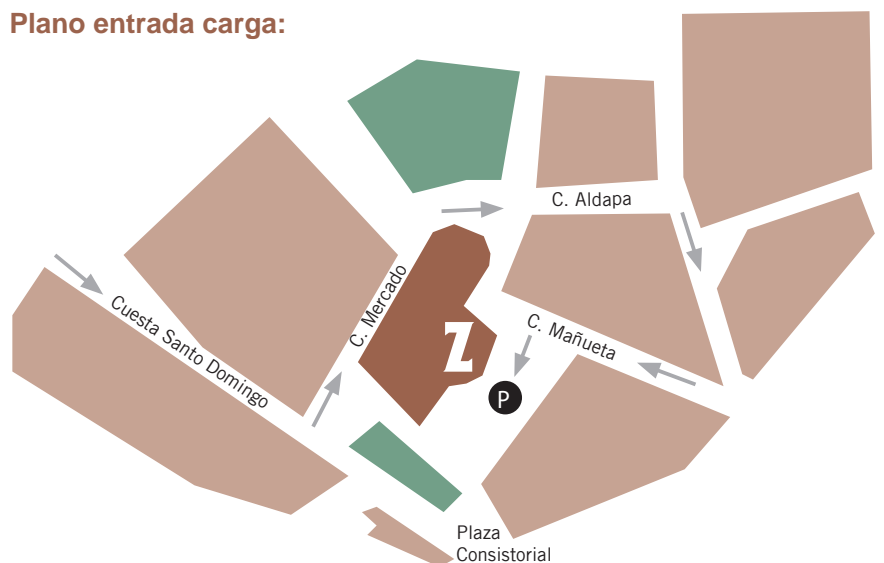 Plano entrada carga:
C. Aldapa
C. Mercado
Cuesta Santo Domingo
C. Mañueta
Z
P
Plaza
Consistorial